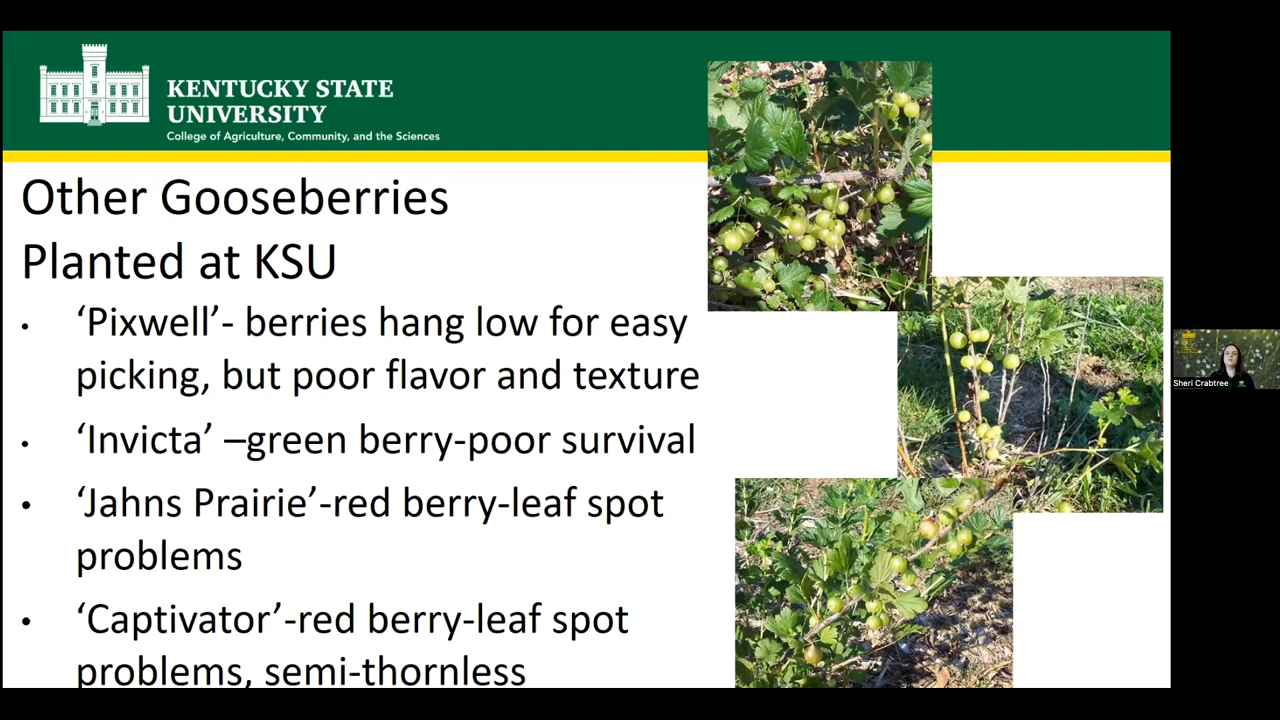 KENTUCKY STATE
UNIVERSITY
College of Agriculture, Community, and the Sciences
Other Gooseberries
Planted at KSU
• ‘Pixwell’- berries hang low for easy
picking, but poor flavor and texture
• ‘Invicta’ –green berry-poor survival
• ‘Jahns Prairie’-red berry-leaf spot
problems
• ‘Captivator’-red berry-leaf spot
problems, semi-thornless
Sheri Crabtree